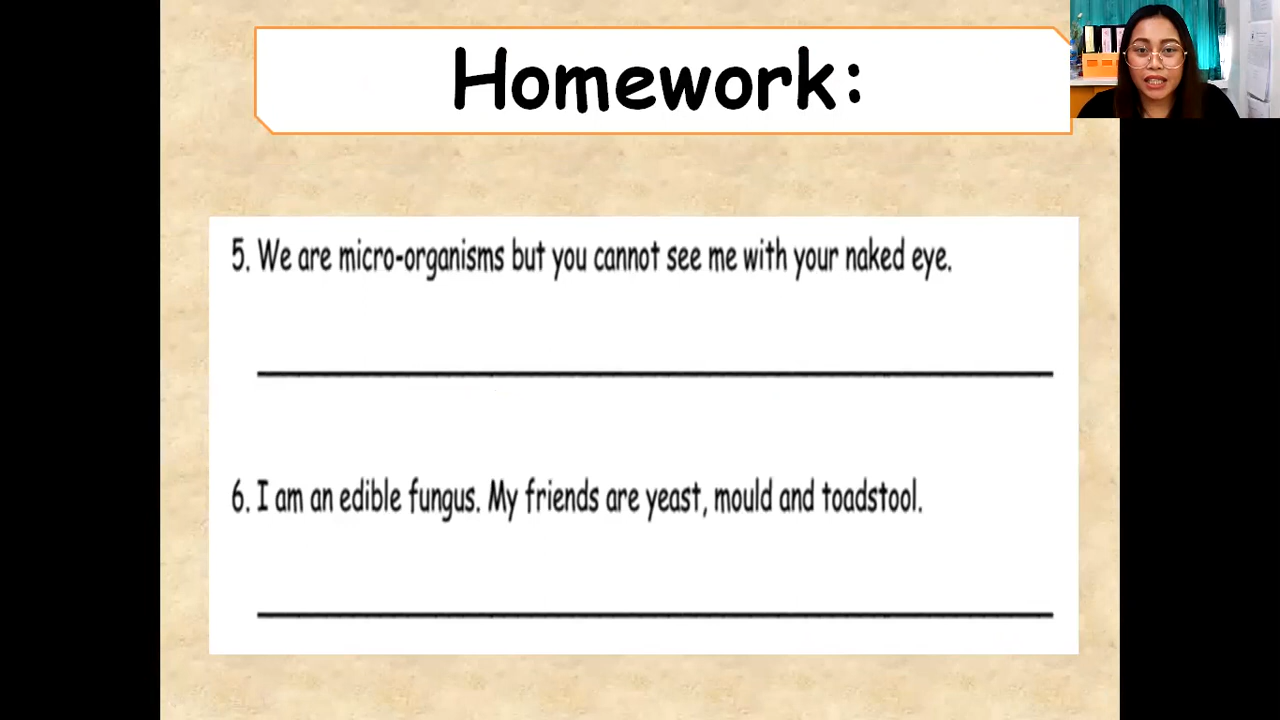 Homework:
5. We are micro-organisms but you cannot see me with your naked eye.
6. I am an edible fungus. My friends are yeast, mould and toadstool.